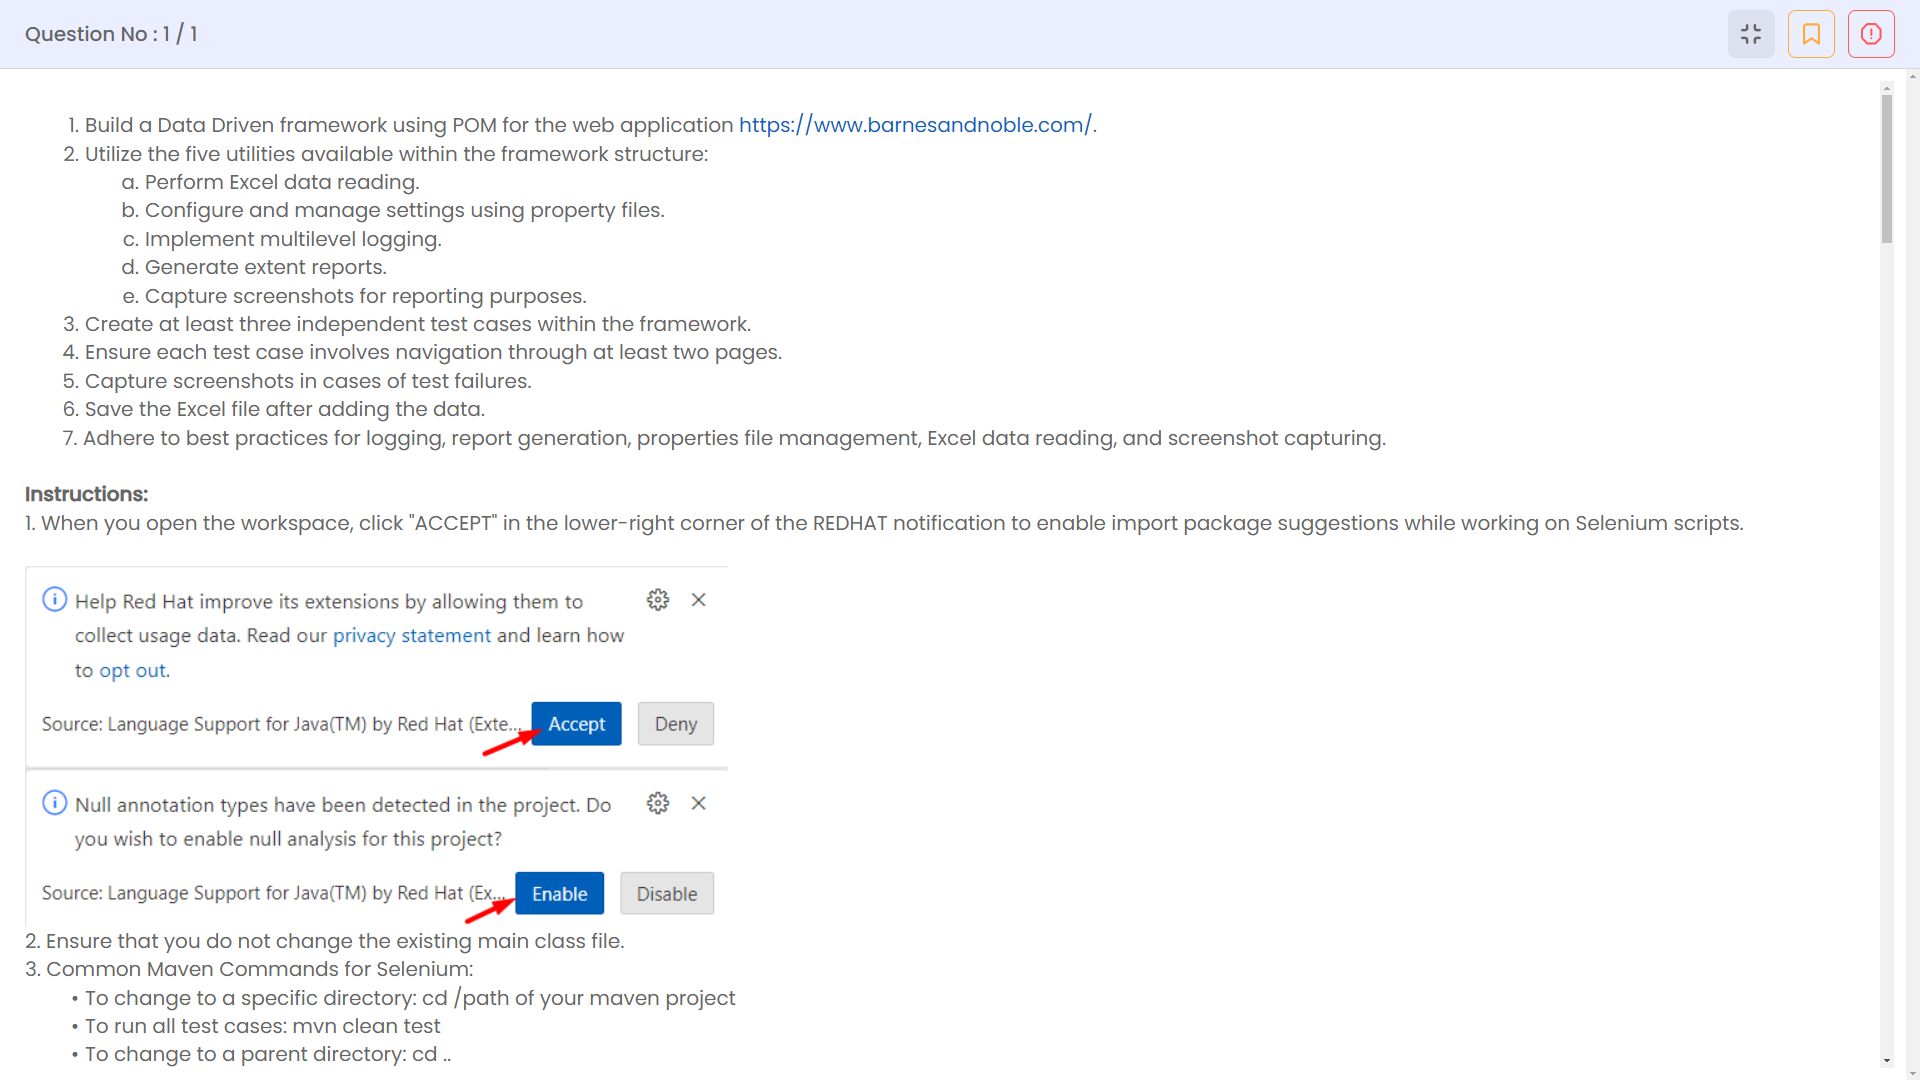 Question No : 1 / 1
1. Build a Data Driven framework using POM for the web application https://www.barnesandnoble.com/.
2. Utilize the five utilities available within the framework structure:
a. Perform Excel data reading.
b. Configure and manage settings using property files.
c. Implement multilevel logging.
d. Generate extent reports.
e. Capture screenshots for reporting purposes.
3. Create at least three independent test cases within the framework.
4. Ensure each test case involves navigation through at least two pages.
5. Capture screenshots in cases of test failures.
6. Save the Excel file after adding the data.
7. Adhere to best practices for logging, report generation, properties file management, Excel data reading, and screenshot capturing.
Instructions:
1. When you open the workspace, click "ACCEPT" in the lower-right corner of the REDHAT notification to enable import package suggestions while working on Selenium scripts.
Help Red Hat improve its extensions by allowing them to
collect usage data. Read our privacy statement and learn how
to opt out.
Source: Language Support for Java(TM) by Red Hat (Exte... Accept Deny
Null annotation types have been detected in the project. Do
you wish to enable null analysis for this project?
Source: Language Support for Java(TM) by Red Hat (Ex... Enable Disable
2. Ensure that you do not change the existing main class file.
3. Common Maven Commands for Selenium:
• To change to a specific directory: cd /path of your maven project
• To run all test cases: mvn clean test
• To change to a parent directory: cd ..